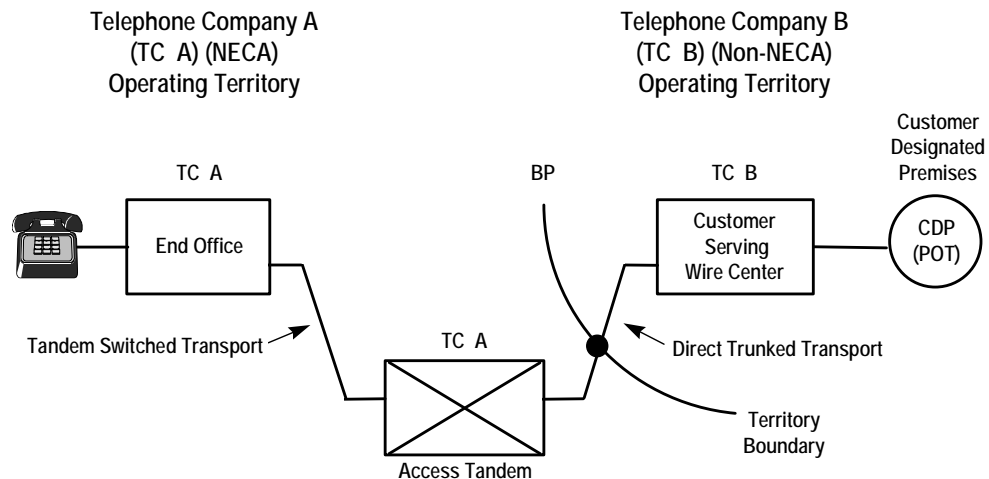 Telephone Company A
(TC A) (NECA)
Operating Territory
Telephone Company B
(TC B) (Non-NECA)
Operating Territory
Customer
Designated
Premises
TC A
BP
TC B
End Office
Customer
Serving
Wire Center
CDP
(POT)
Tandem Switched Transport
TC A
Direct Trunked Transport
Territory
Boundary
Access Tandem